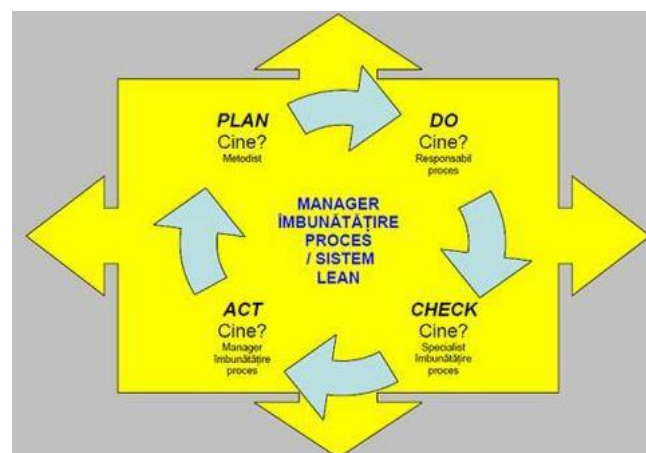 PLAN
Cine?
Metodist
DO
Cine?
Responsabil
proces
MANAGER
ÎMBUNĂTĂȚIRE
PROCES
/ SISTEM
LEAN
ACT
Cine?
Manager
îmbunătățire
proces
CHECK
Cine?
Specialist
îmbunătățire
proces